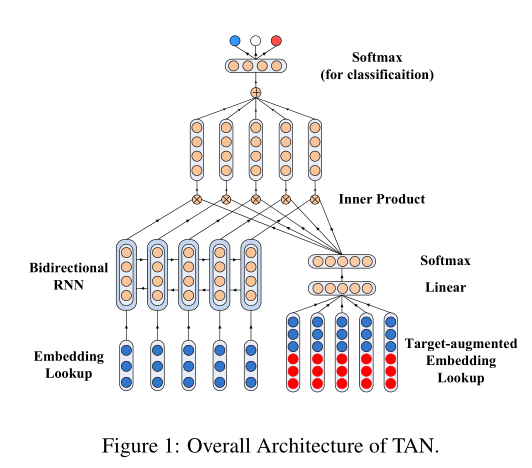 Softmax
(for classificaition)
Inner Product
Bidirectional
RNN
Softmax
Linear
Embedding
Lookup
Target-augmented
Embedding
Lookup
Figure 1: Overall Architecture of TAN.